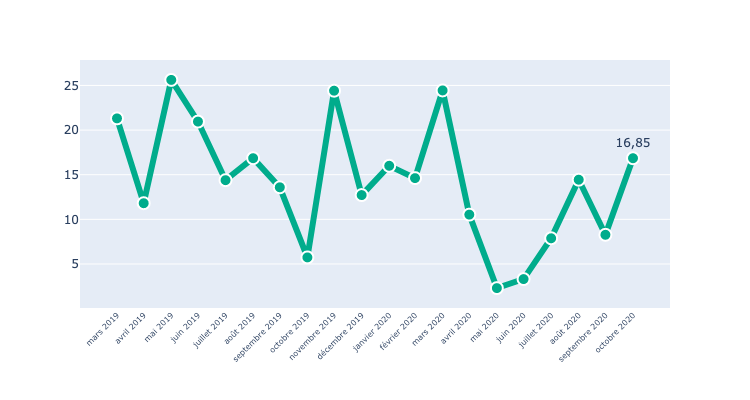 25
20
15
10
5
16,85
mars 2019
avril 2019
mai 2019
juin 2019
juillet 2019
août 2019
septembre 2019
octobre 2019
novembre 2019
décembre 2019
janvier 2020
février 2020
mars 2020
avril 2020
mai 2020
juin 2020
juillet 2020
août 2020
septembre 2020
octobre 2020